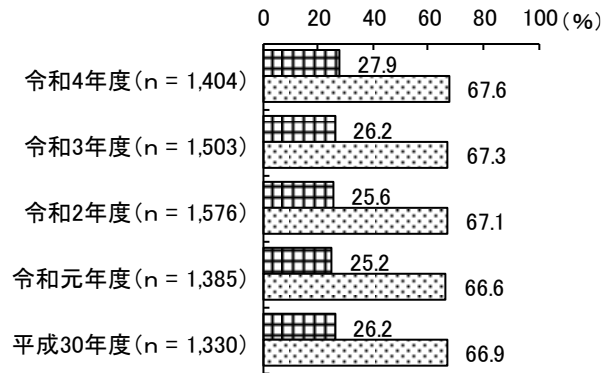 0 20 40 60 80 100 (%)
令和4年度(n = 1,404) 27.9 67.6
令和3年度(n = 1,503) 26.2 67.3
令和2年度(n = 1,576) 25.6 67.1
令和元年度(n = 1,385) 25.2 66.6
平成30年度(n = 1,330) 26.2 66.9